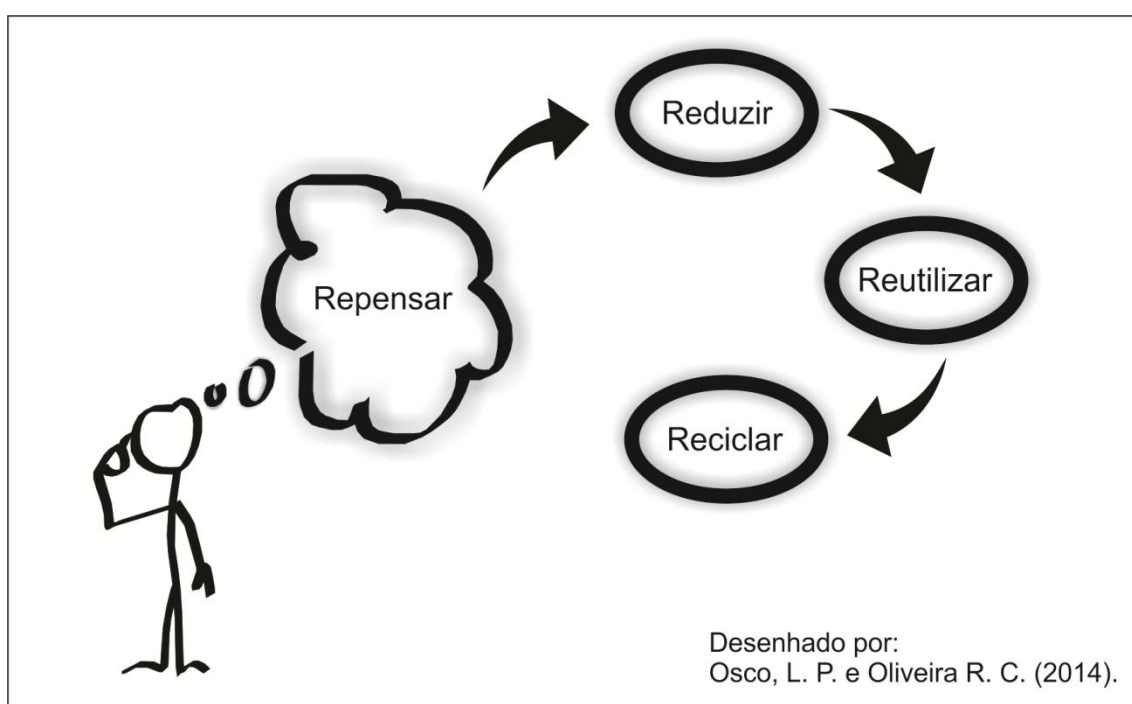 Repensar
Reduzir
Reutilizar
Reciclar
Desenhado por:
Osco, L. P. e Oliveira R. C. (2014).